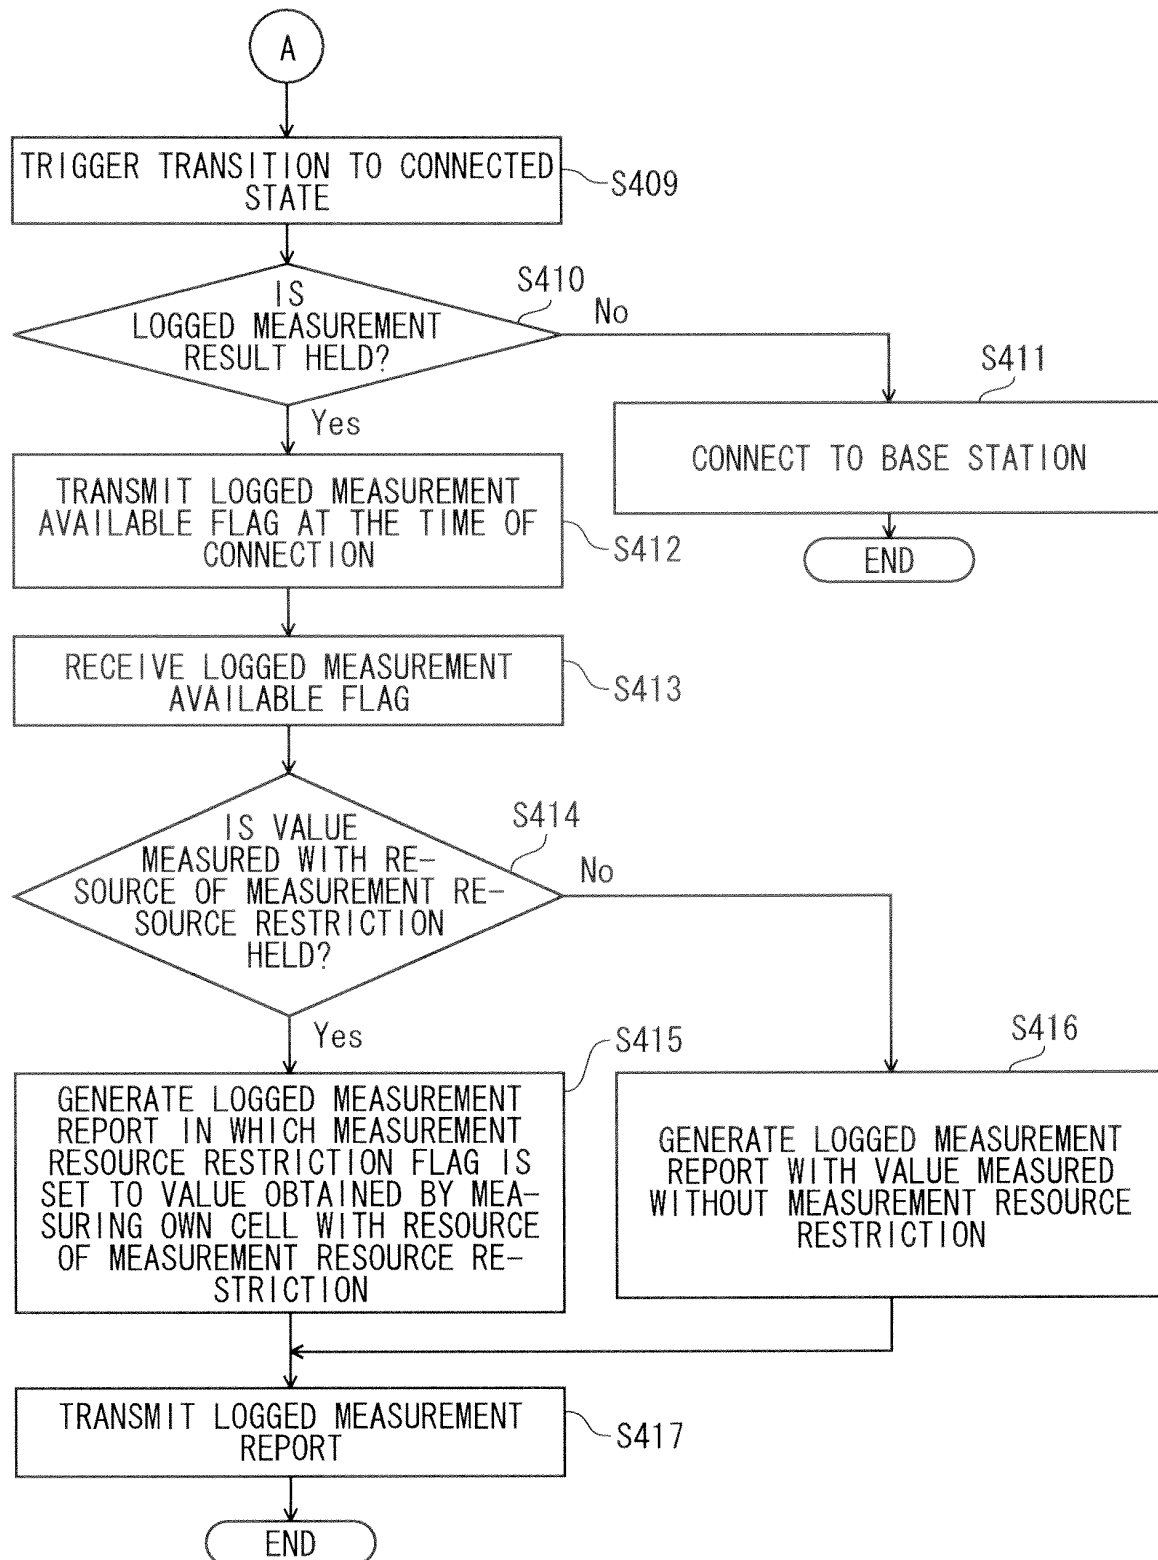 A
TRIGGER TRANSITION TO CONNECTED
STATE
S409
IS
LOGGED MEASUREMENT
RESULT HELD?
S410
No
Yes
S411
CONNECT TO BASE STATION
END
TRANSMIT LOGGED MEASUREMENT
AVAILABLE FLAG AT THE TIME OF
CONNECTION
S412
RECEIVE LOGGED MEASUREMENT
AVAILABLE FLAG
S413
IS VALUE
MEASURED WITH RE-
SOURCE OF MEASUREMENT RE-
SOURCE RESTRICTION
HELD?
S414
No
Yes
S415
GENERATE LOGGED MEASUREMENT
REPORT IN WHICH MEASUREMENT
RESOURCE RESTRICTION FLAG IS
SET TO VALUE OBTAINED BY MEA-
SURING OWN CELL WITH RESOURCE
OF MEASUREMENT RESOURCE RE-
STRICTION
S416
GENERATE LOGGED MEASUREMENT
REPORT WITH VALUE MEASURED
WITHOUT MEASUREMENT RESOURCE
RESTRICTION
TRANSMIT LOGGED MEASUREMENT
REPORT
S417
END